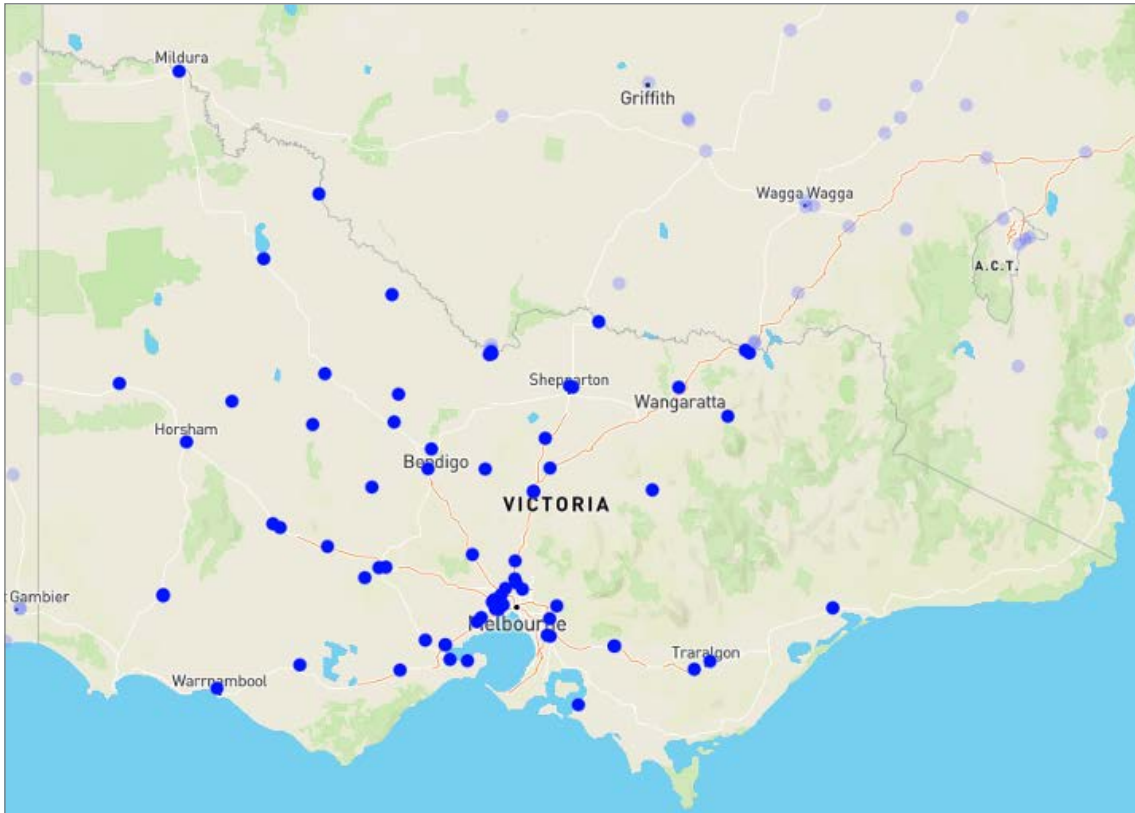 Mildura
Griffith
Wagga Wagga
A.C.T.
Shepparton
Wangaratta
Horsham
Bendigo
VICTORIA
t Gambier
Melbourne
Traralgon
Warrnambool